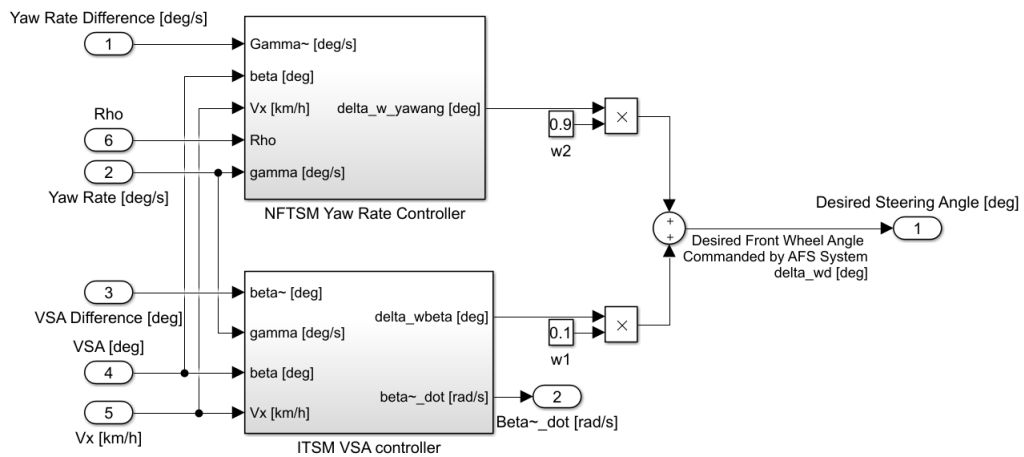 Yaw Rate Difference [deg/s]
1
Gamma~ [deg/s]
beta [deg]
Vx [km/h]
delta_w_yawang [deg]
Rho
6
Rho
2
gamma [deg/s]
Yaw Rate [deg/s]
NFTSM Yaw Rate Controller
0.9
w2
×
+
+
Desired Steering Angle [deg]
1
Desired Front Wheel Angle
Commanded by AFS System
delta_wd [deg]
3
beta~ [deg]
VSA Difference [deg]
delta_wbeta [deg]
gamma [deg/s]
0.1
w1
×
VSA [deg]
4
beta [deg]
beta~_dot [rad/s]
2
Beta~_dot [rad/s]
5
Vx [km/h]
Vx [km/h]
ITSM VSA controller